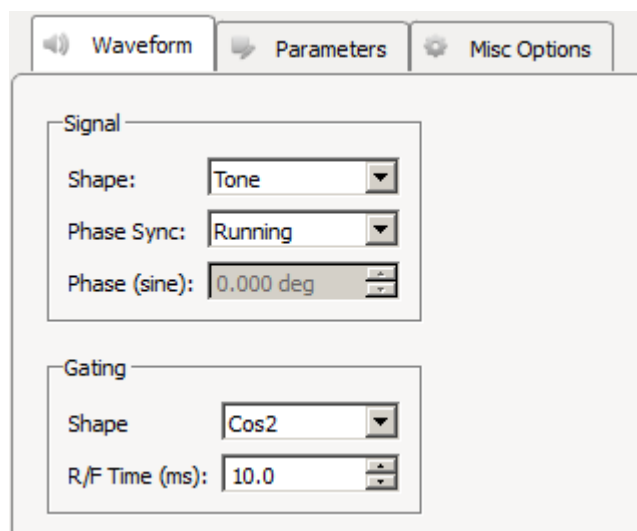 Waveform Parameters Misc Options
Signal
Shape: Tone
Phase Sync: Running
Phase (sine): 0.000 deg
Gating
Shape Cos2
R/F Time (ms): 10.0